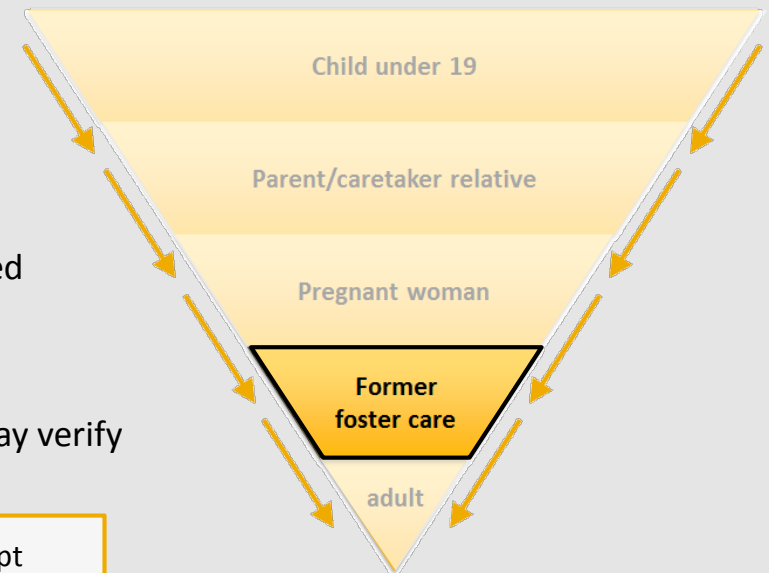 Child under 19
Parent/caretaker relative
ed
Pregnant woman
Former
foster care
ay verify
adult
pt